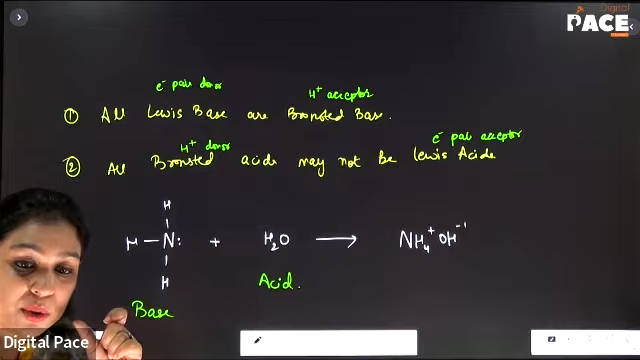 Digital
PACE
e⁻ pair donor
H⁺ acceptor
① All Lewis Base are Bronsted Base.
H⁺ donor
e⁻ pair acceptor
② All Bronsted acids may not be Lewis Acids
H
H — N: + H₂O ⟶ NH₄⁺ OH⁻¹
H
Acid.
Base
Digital Pace